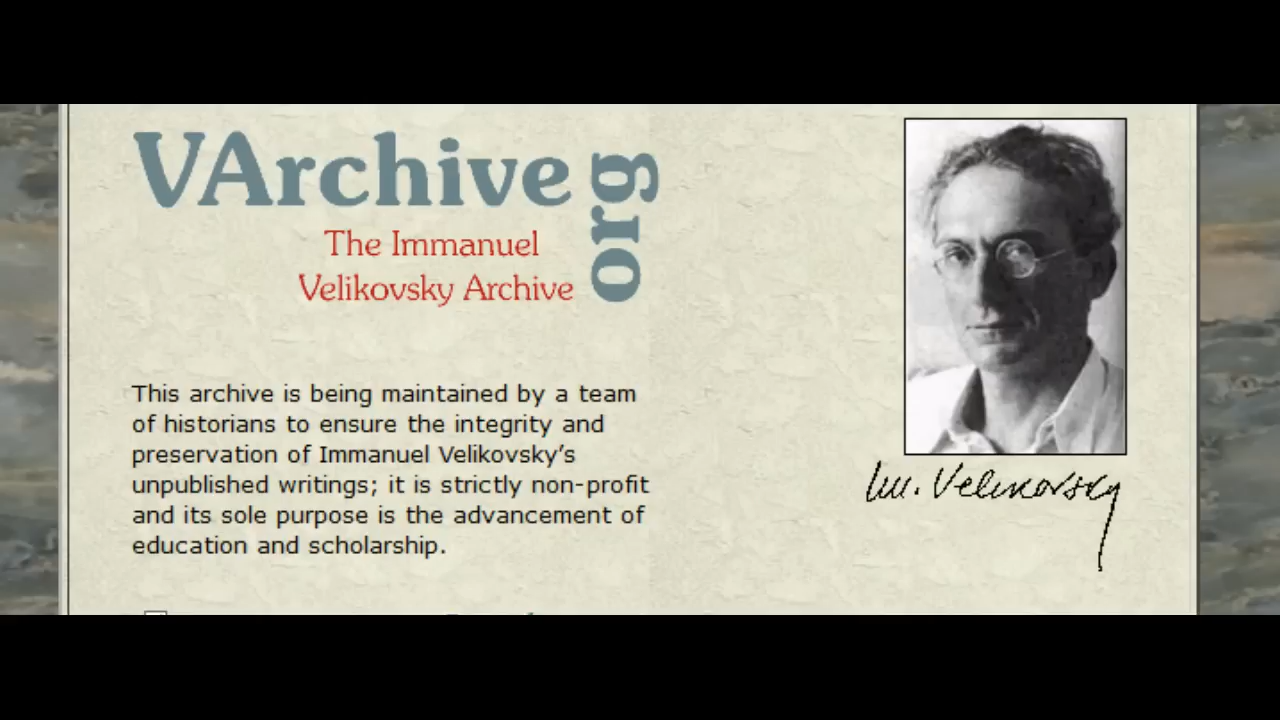 VArchive org
The Immanuel
Velikovsky Archive
This archive is being maintained by a team
of historians to ensure the integrity and
preservation of Immanuel Velikovsky’s
unpublished writings; it is strictly non-profit
and its sole purpose is the advancement of
education and scholarship.
Im. Velikovsky